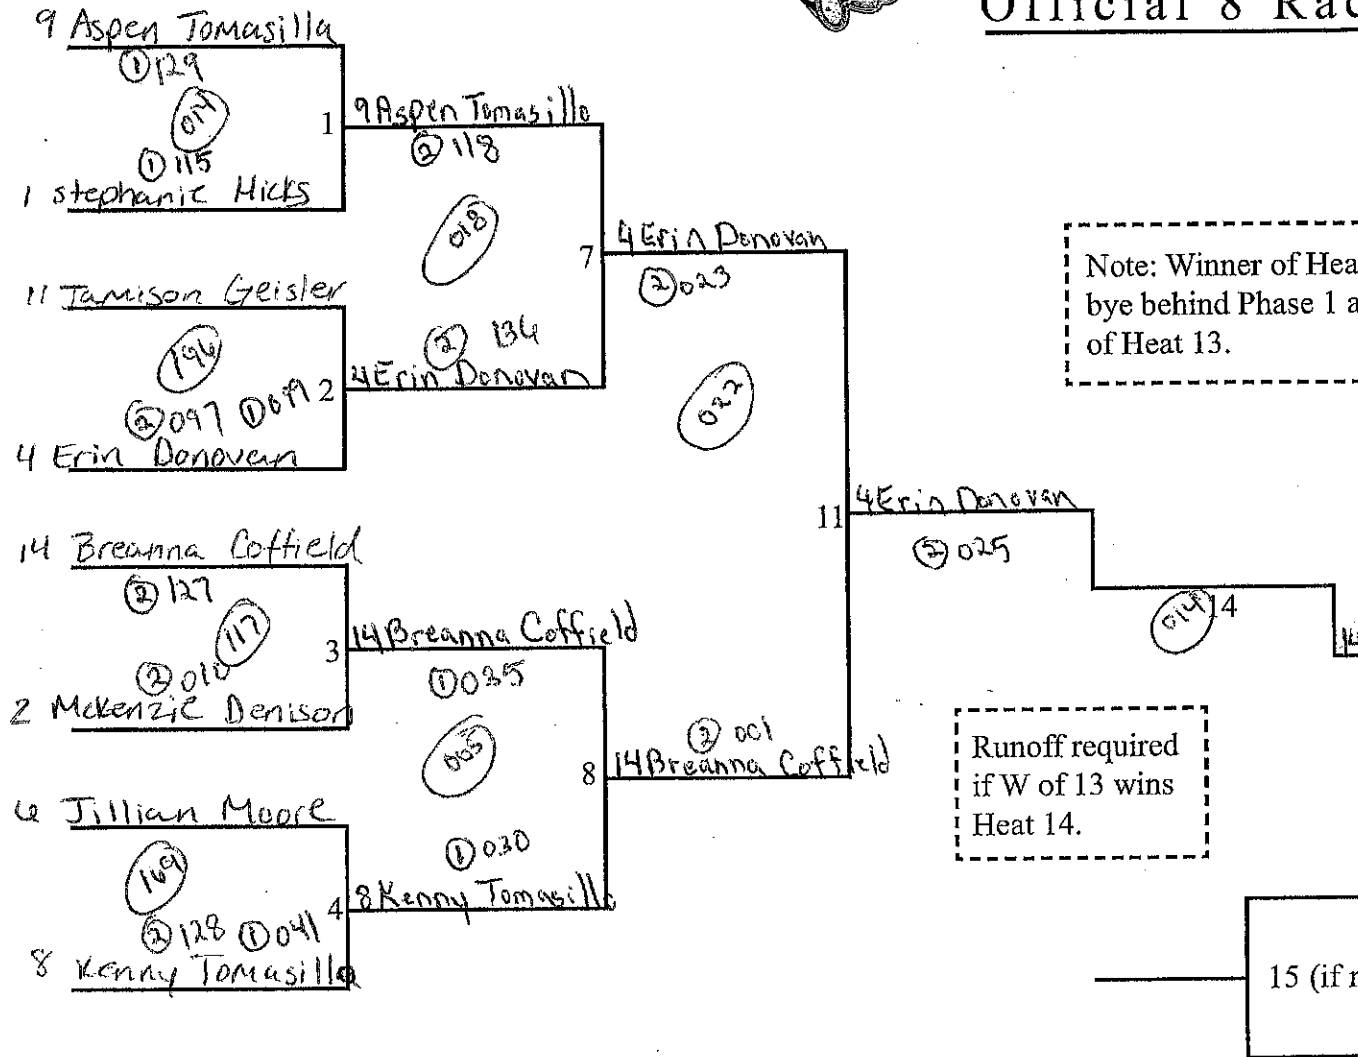 Official 8 Rac
9 Aspen Tomasilla
① 129
014
1
① 115
1 Stephanie Hicks
9 Aspen Tomasillo
② 118
018
7
② 134
4 Erin Donovan
11 Jamison Geisler
196
② 097 ① 099
2
4 Erin Donovan
4 Erin Donovan
② 023
022
11
Note: Winner of Hea
bye behind Phase 1 a
of Heat 13.
14 Breanna Coffield
② 127
117
3
② 010
2 Mckenzie Denison
14 Breanna Coffield
① 035
005
8
① 030
8 Kenny Tomasillo
② 001
14 Breanna Coffield
4 Erin Donovan
② 025
014
14
Runoff required
if W of 13 wins
Heat 14.
Jillian Moore
169
② 128 ① 041
4
8 Kenny Tomasilla
15 (if